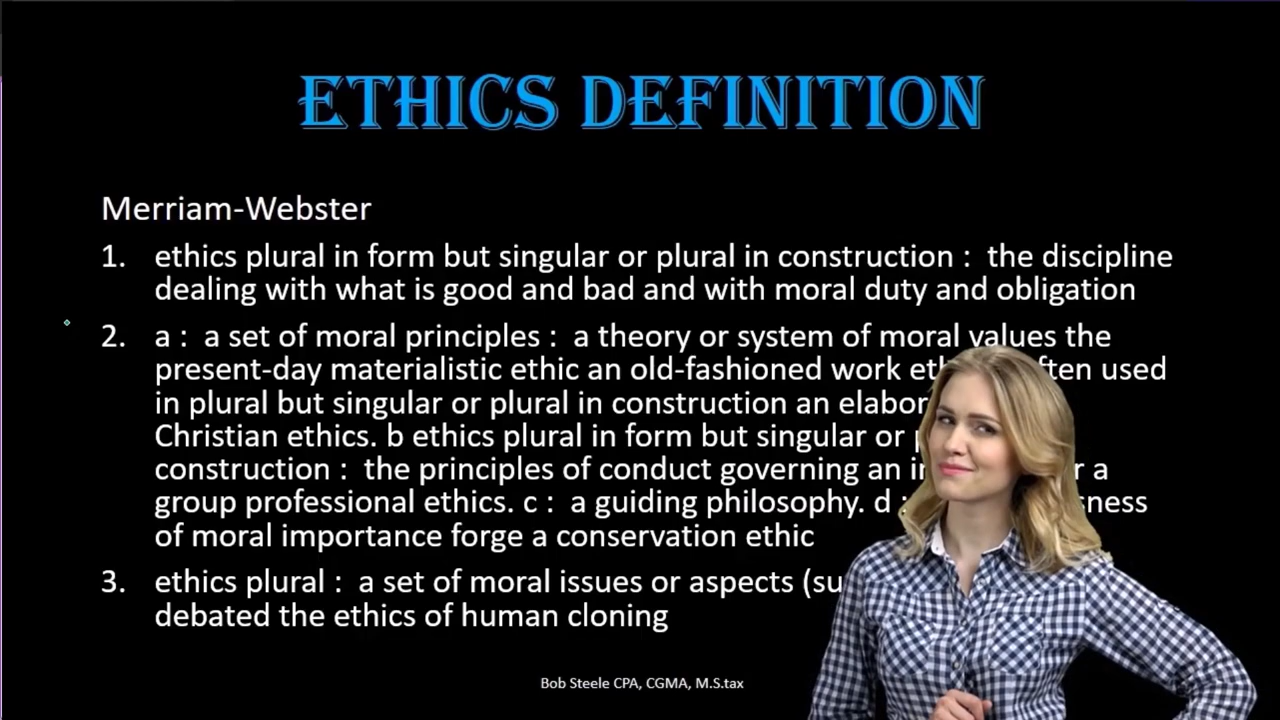 ETHICS DEFINITION
Merriam-Webster
1. ethics plural in form but singular or plural in construction : the discipline
dealing with what is good and bad and with moral duty and obligation
2. a : a set of moral principles : a theory or system of moral values the
present-day materialistic ethic an old-fashioned work used
in plural but singular or plural in construction an
Christian ethics. b ethics plural in form but singular or
construction : the principles of conduct governing an a
group professional ethics. c : a guiding philosophy. d :
of moral importance forge a conservation ethic
3. ethics plural : a set of moral issues or aspects
debated the ethics of human cloning
Bob Steele CPA, CGMA, M.S.tax